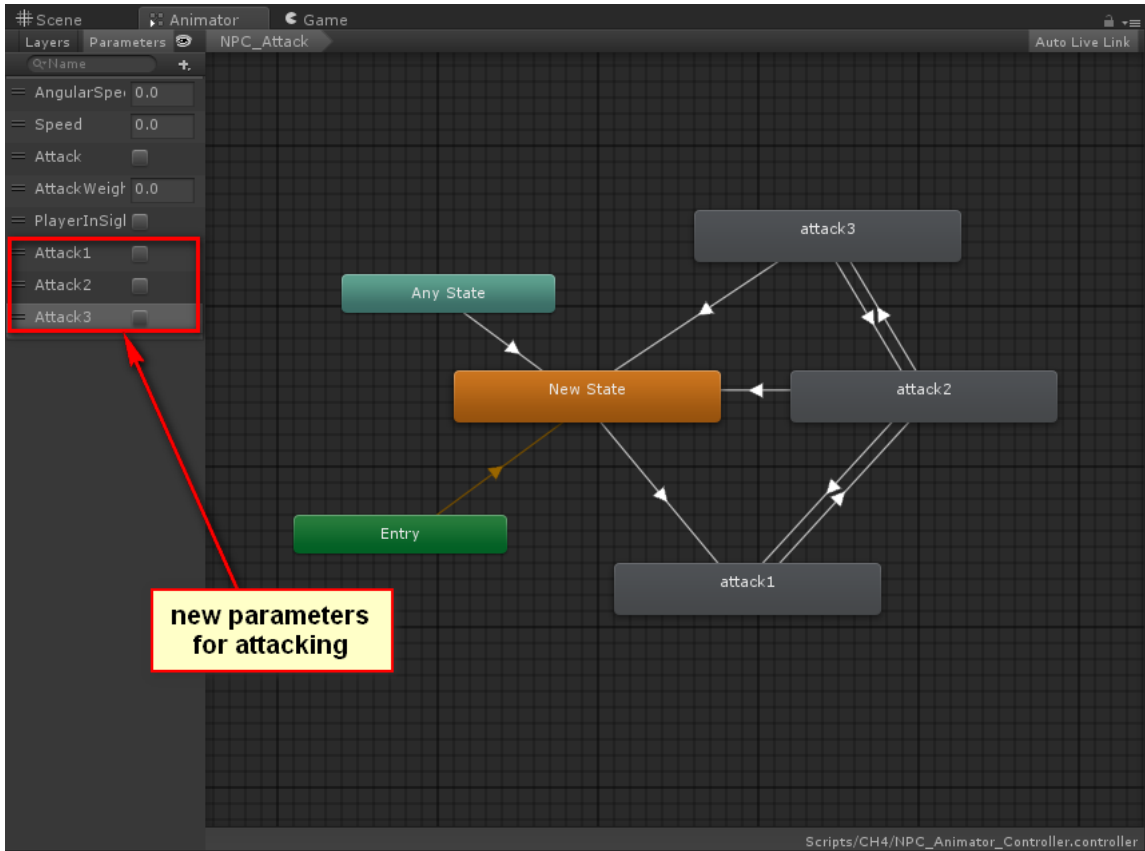 Scene
Animator
Game
Layers
Parameters
NPC_Attack
Auto Live Link
Name
AngularSpe 0.0
Speed 0.0
Attack
AttackWeigh 0.0
PlayerInSigl
Attack1
Attack2
Attack3
attack3
Any State
New State
attack2
Entry
attack1
new parameters
for attacking
Scripts/CH4/NPC_Animator_Controller.controller